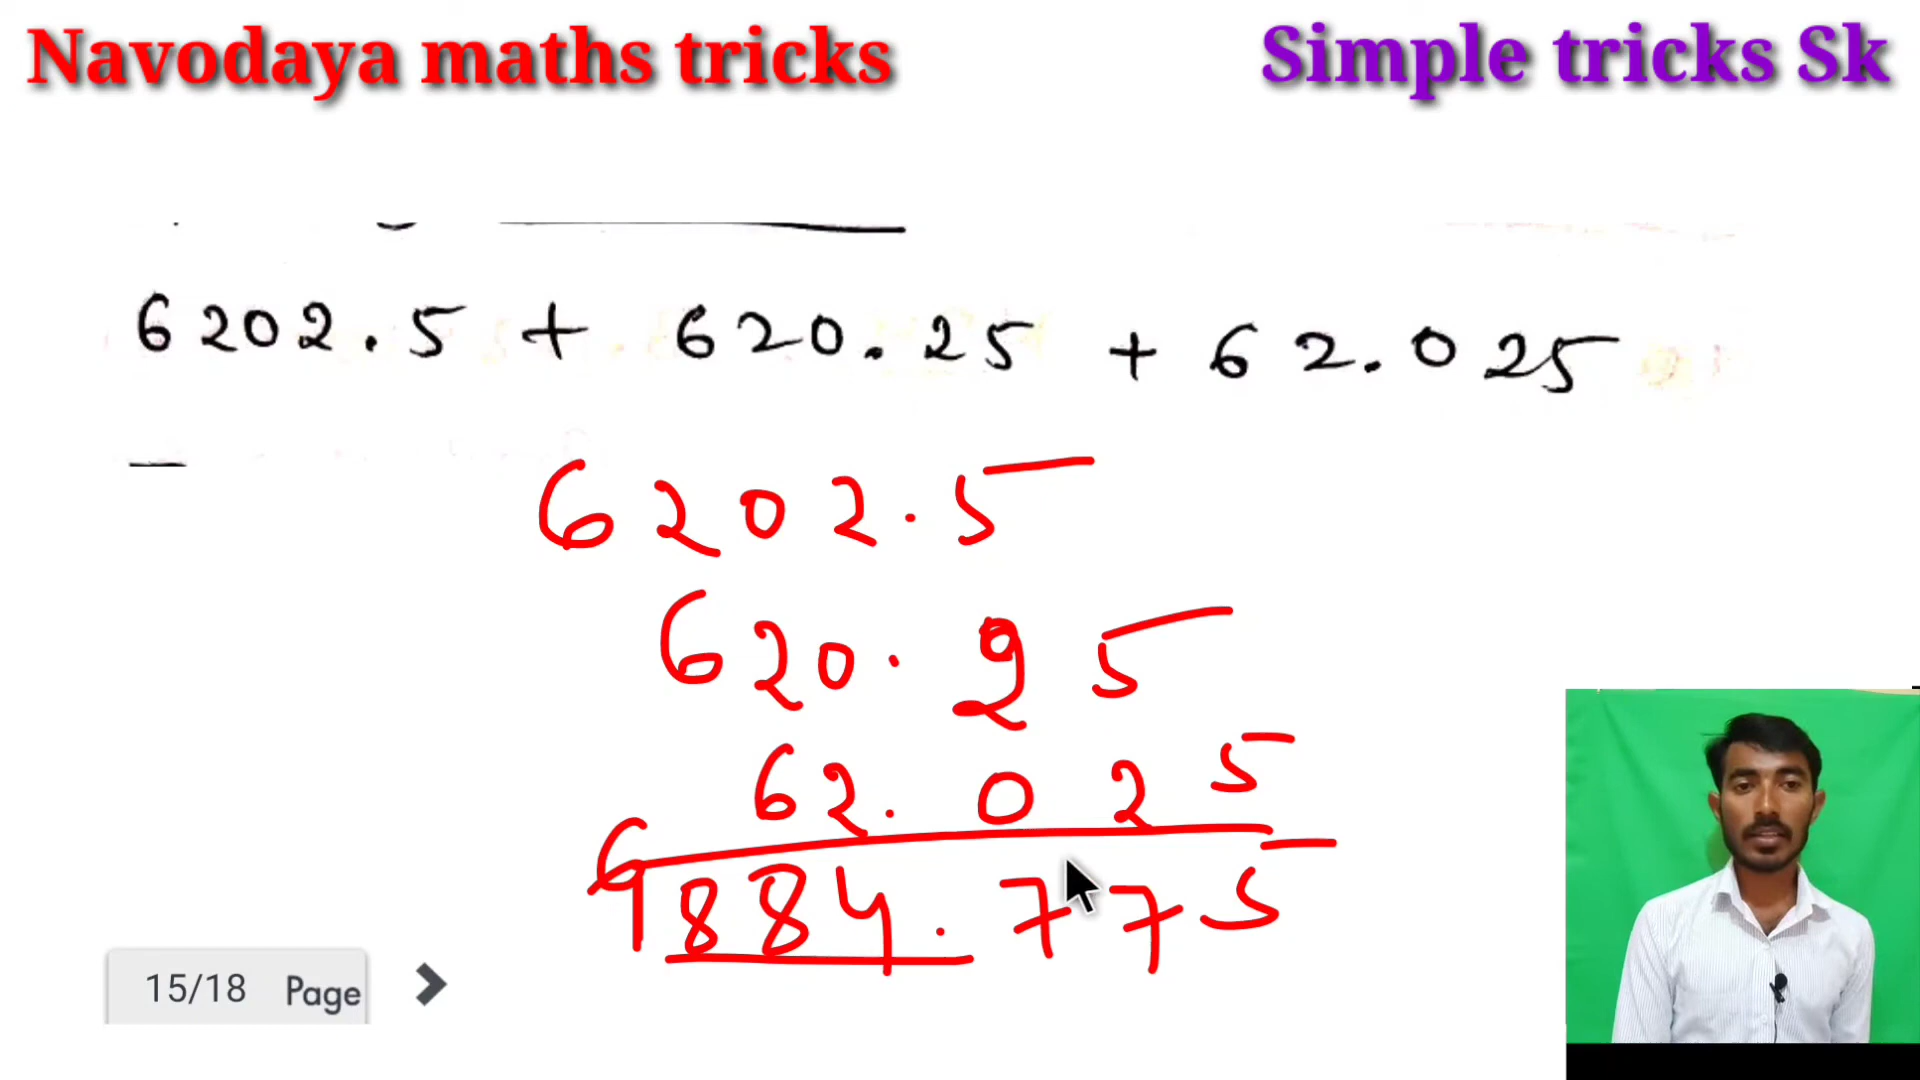 Navodaya maths tricks
Simple tricks Sk
6202.5 + 620.25 + 62.025
6202.5
620.25
62.025
6884.775
15/18 Page